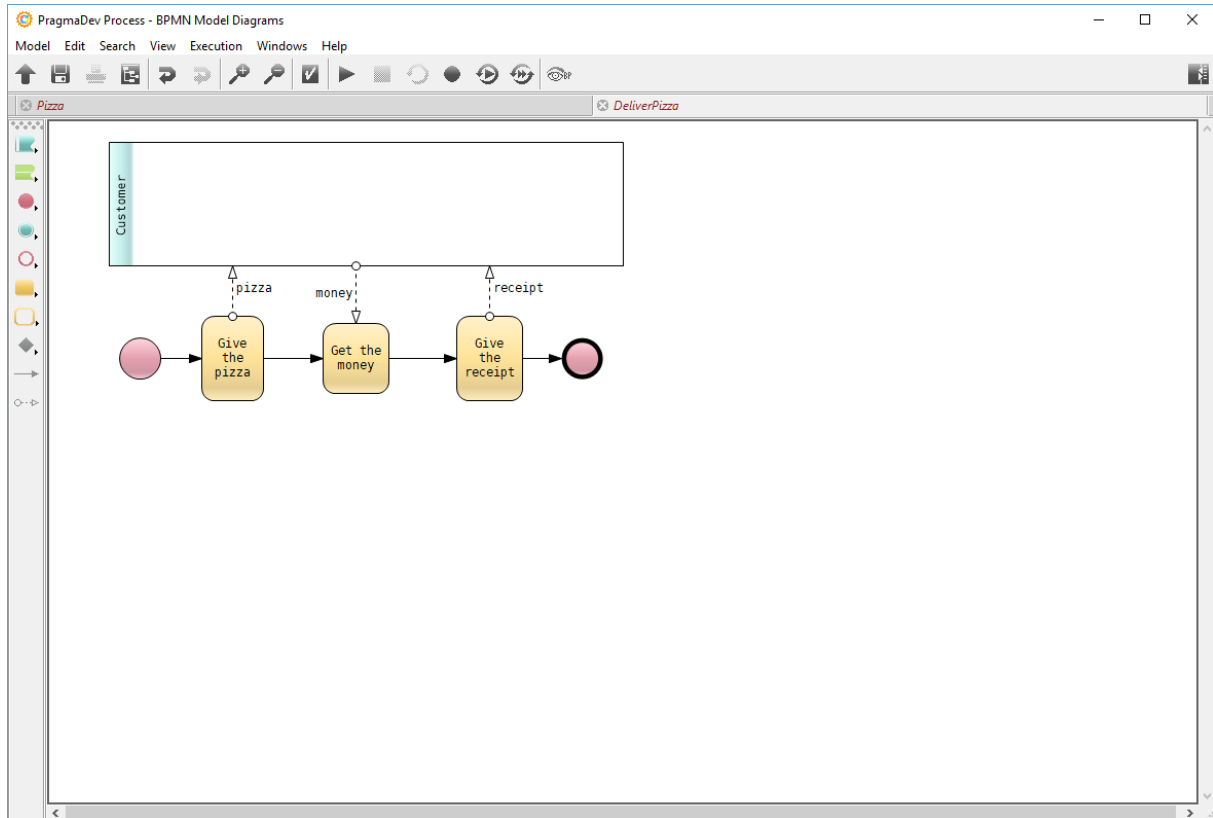 PragmaDev Process - BPMN Model Diagrams
Model Edit Search View Execution Windows Help
BP
Pizza
DeliverPizza
Customer
pizza
money
receipt
Give
the
pizza
Get the
money
Give
the
receipt